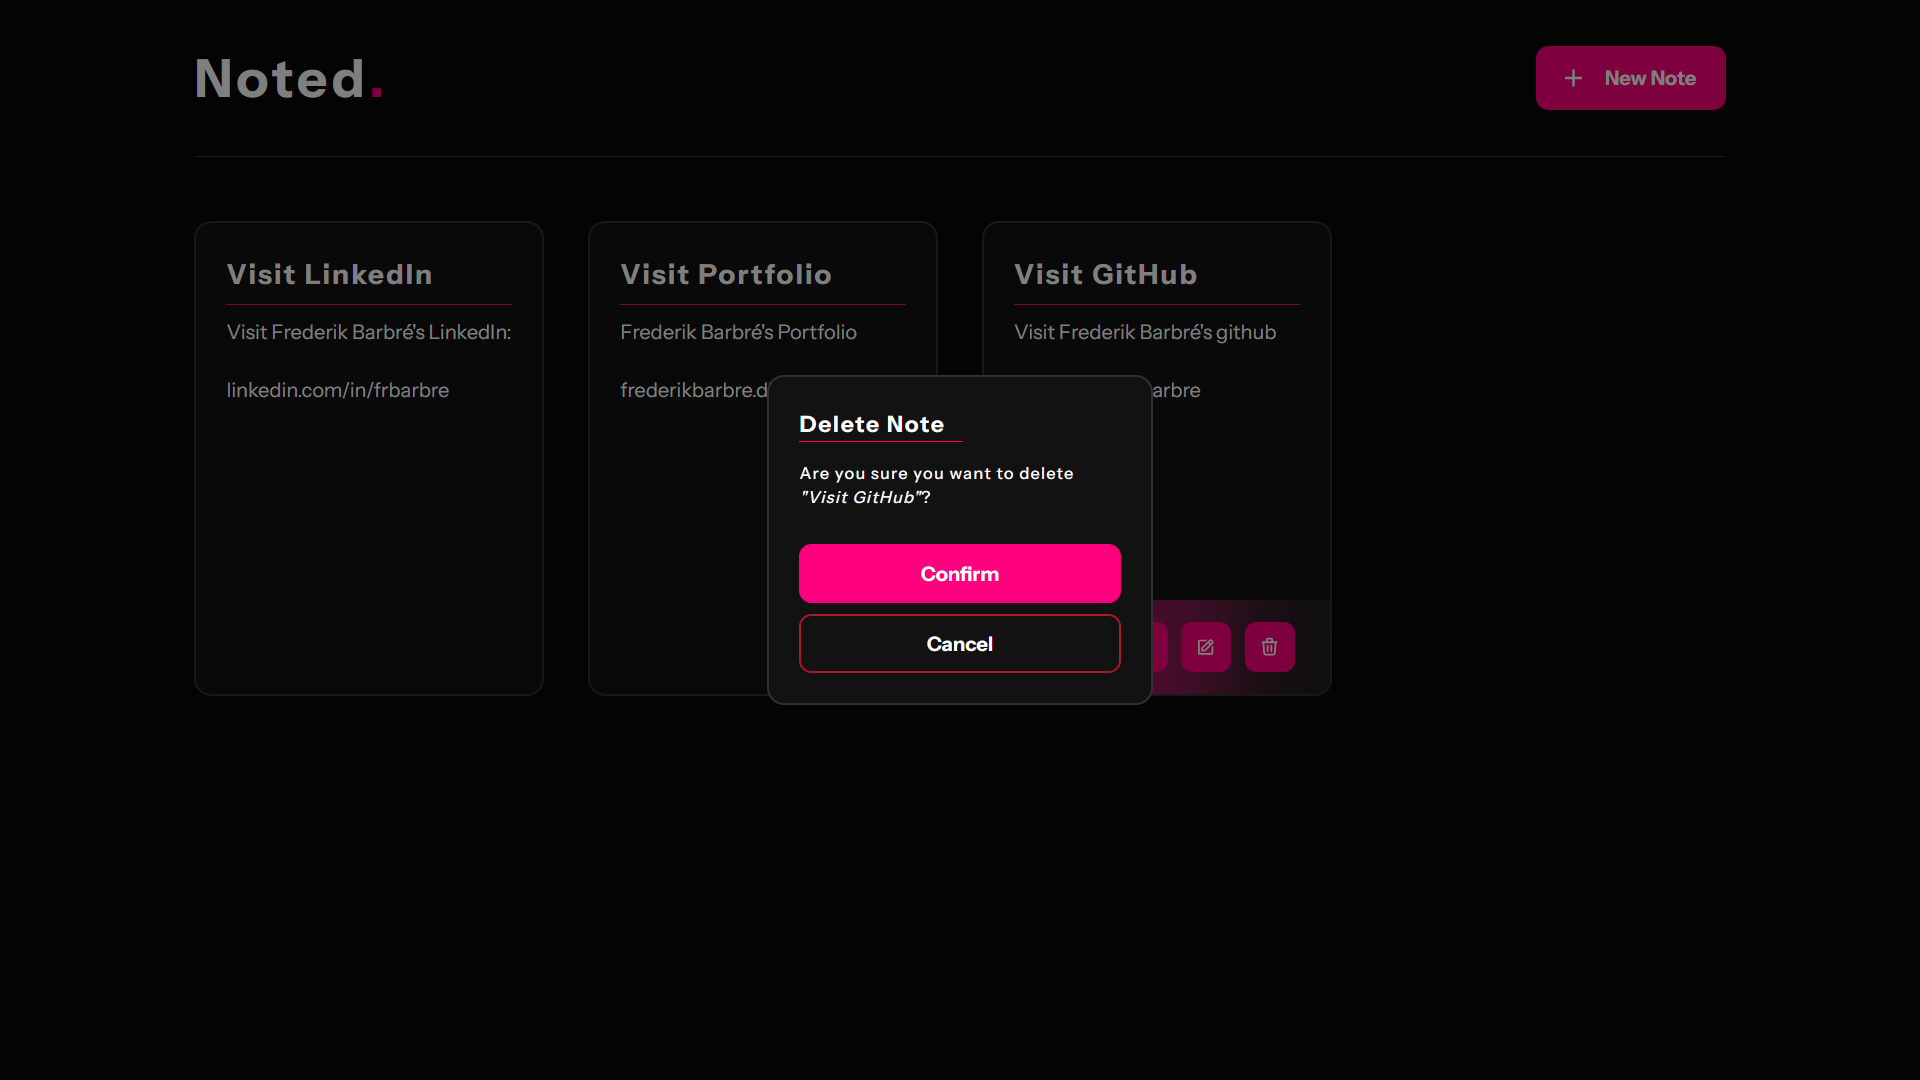 Noted.
New Note
Visit LinkedIn
Visit Frederik Barbré's LinkedIn:
linkedin.com/in/frbarbre
Visit Portfolio
Frederik Barbré's Portfolio
frederikbarbre.d
Visit GitHub
Visit Frederik Barbré's github
arbre
Delete Note
Are you sure you want to delete
"Visit GitHub"?
Confirm
Cancel